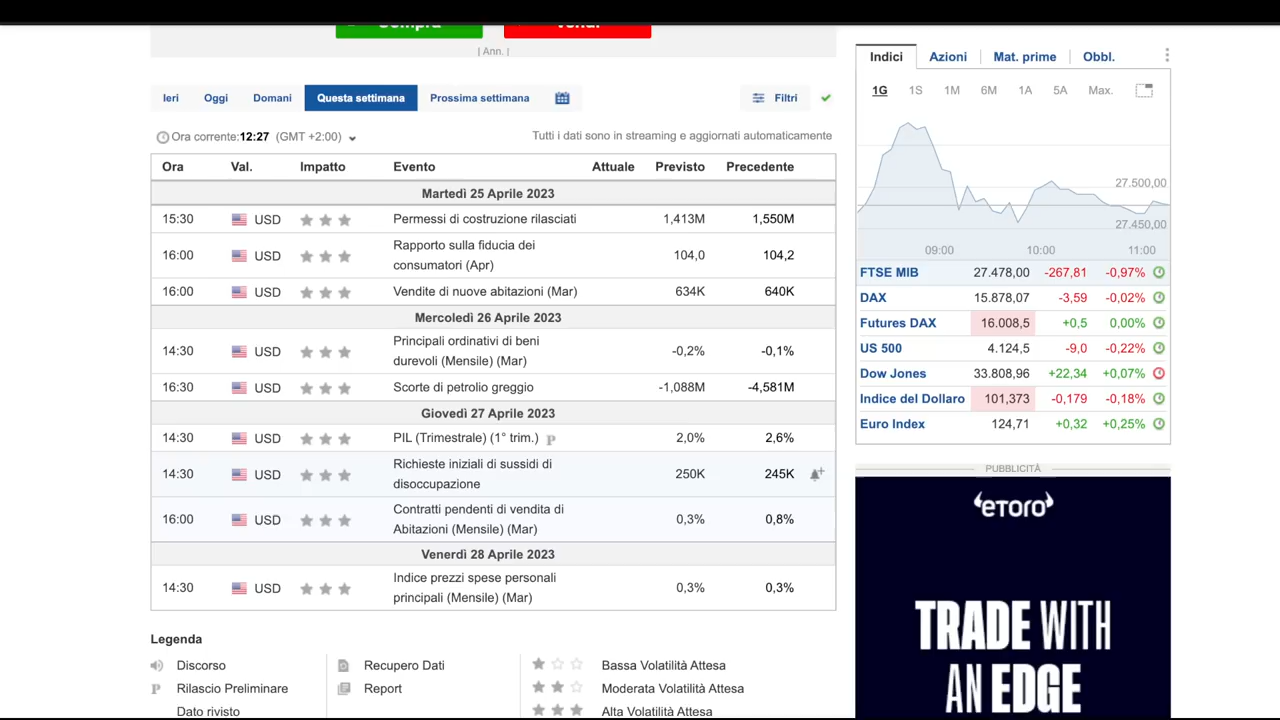 Compra Vendi
| Ann. |
Ieri Oggi Domani Questa settimana Prossima settimana Filtri
Ora corrente:12:27 (GMT +2:00) Tutti i dati sono in streaming e aggiornati automaticamente
Ora Val. Impatto Evento Attuale Previsto Precedente
Martedì 25 Aprile 2023
15:30 USD Permessi di costruzione rilasciati 1,413M 1,550M
16:00 USD Rapporto sulla fiducia dei
consumatori (Apr) 104,0 104,2
16:00 USD Vendite di nuove abitazioni (Mar) 634K 640K
Mercoledì 26 Aprile 2023
14:30 USD Principali ordinativi di beni
durevoli (Mensile) (Mar) -0,2% -0,1%
16:30 USD Scorte di petrolio greggio -1,088M -4,581M
Giovedì 27 Aprile 2023
14:30 USD PIL (Trimestrale) (1° trim.) P 2,0% 2,6%
14:30 USD Richieste iniziali di sussidi di
disoccupazione 250K 245K
16:00 USD Contratti pendenti di vendita di
Abitazioni (Mensile) (Mar) 0,3% 0,8%
Venerdì 28 Aprile 2023
14:30 USD Indice prezzi spese personali
principali (Mensile) (Mar) 0,3% 0,3%
Legenda
Discorso Recupero Dati Bassa Volatilità Attesa
P Rilascio Preliminare Report Moderata Volatilità Attesa
Dato rivisto Alta Volatilità Attesa
Indici Azioni Mat. prime Obbl.
1G 1S 1M 6M 1A 5A Max.
27.500,00
27.450,00
09:00 10:00 11:00
FTSE MIB 27.478,00 -267,81 -0,97%
DAX 15.878,07 -3,59 -0,02%
Futures DAX 16.008,5 +0,5 0,00%
US 500 4.124,5 -9,0 -0,22%
Dow Jones 33.808,96 +22,34 +0,07%
Indice del Dollaro 101,373 -0,179 -0,18%
Euro Index 124,71 +0,32 +0,25%
PUBBLICITÀ
eToro
TRADE WITH
AN EDGE